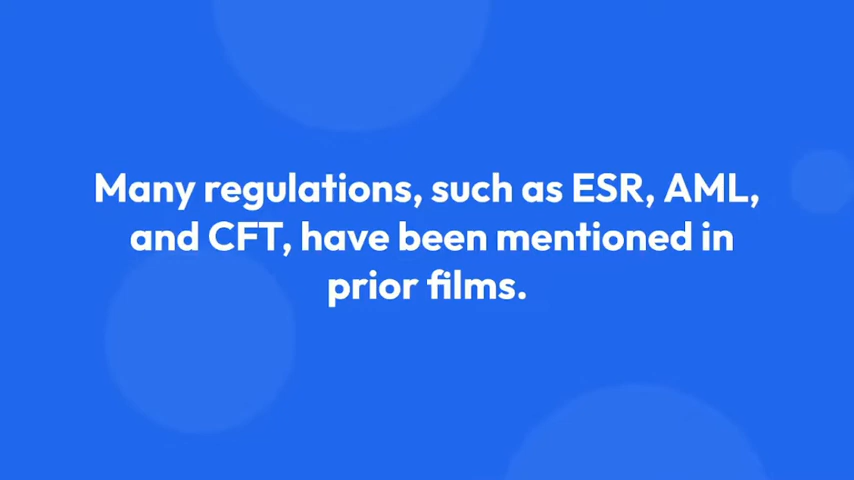 Many regulations, such as ESR, AML,
and CFT, have been mentioned in
prior films.